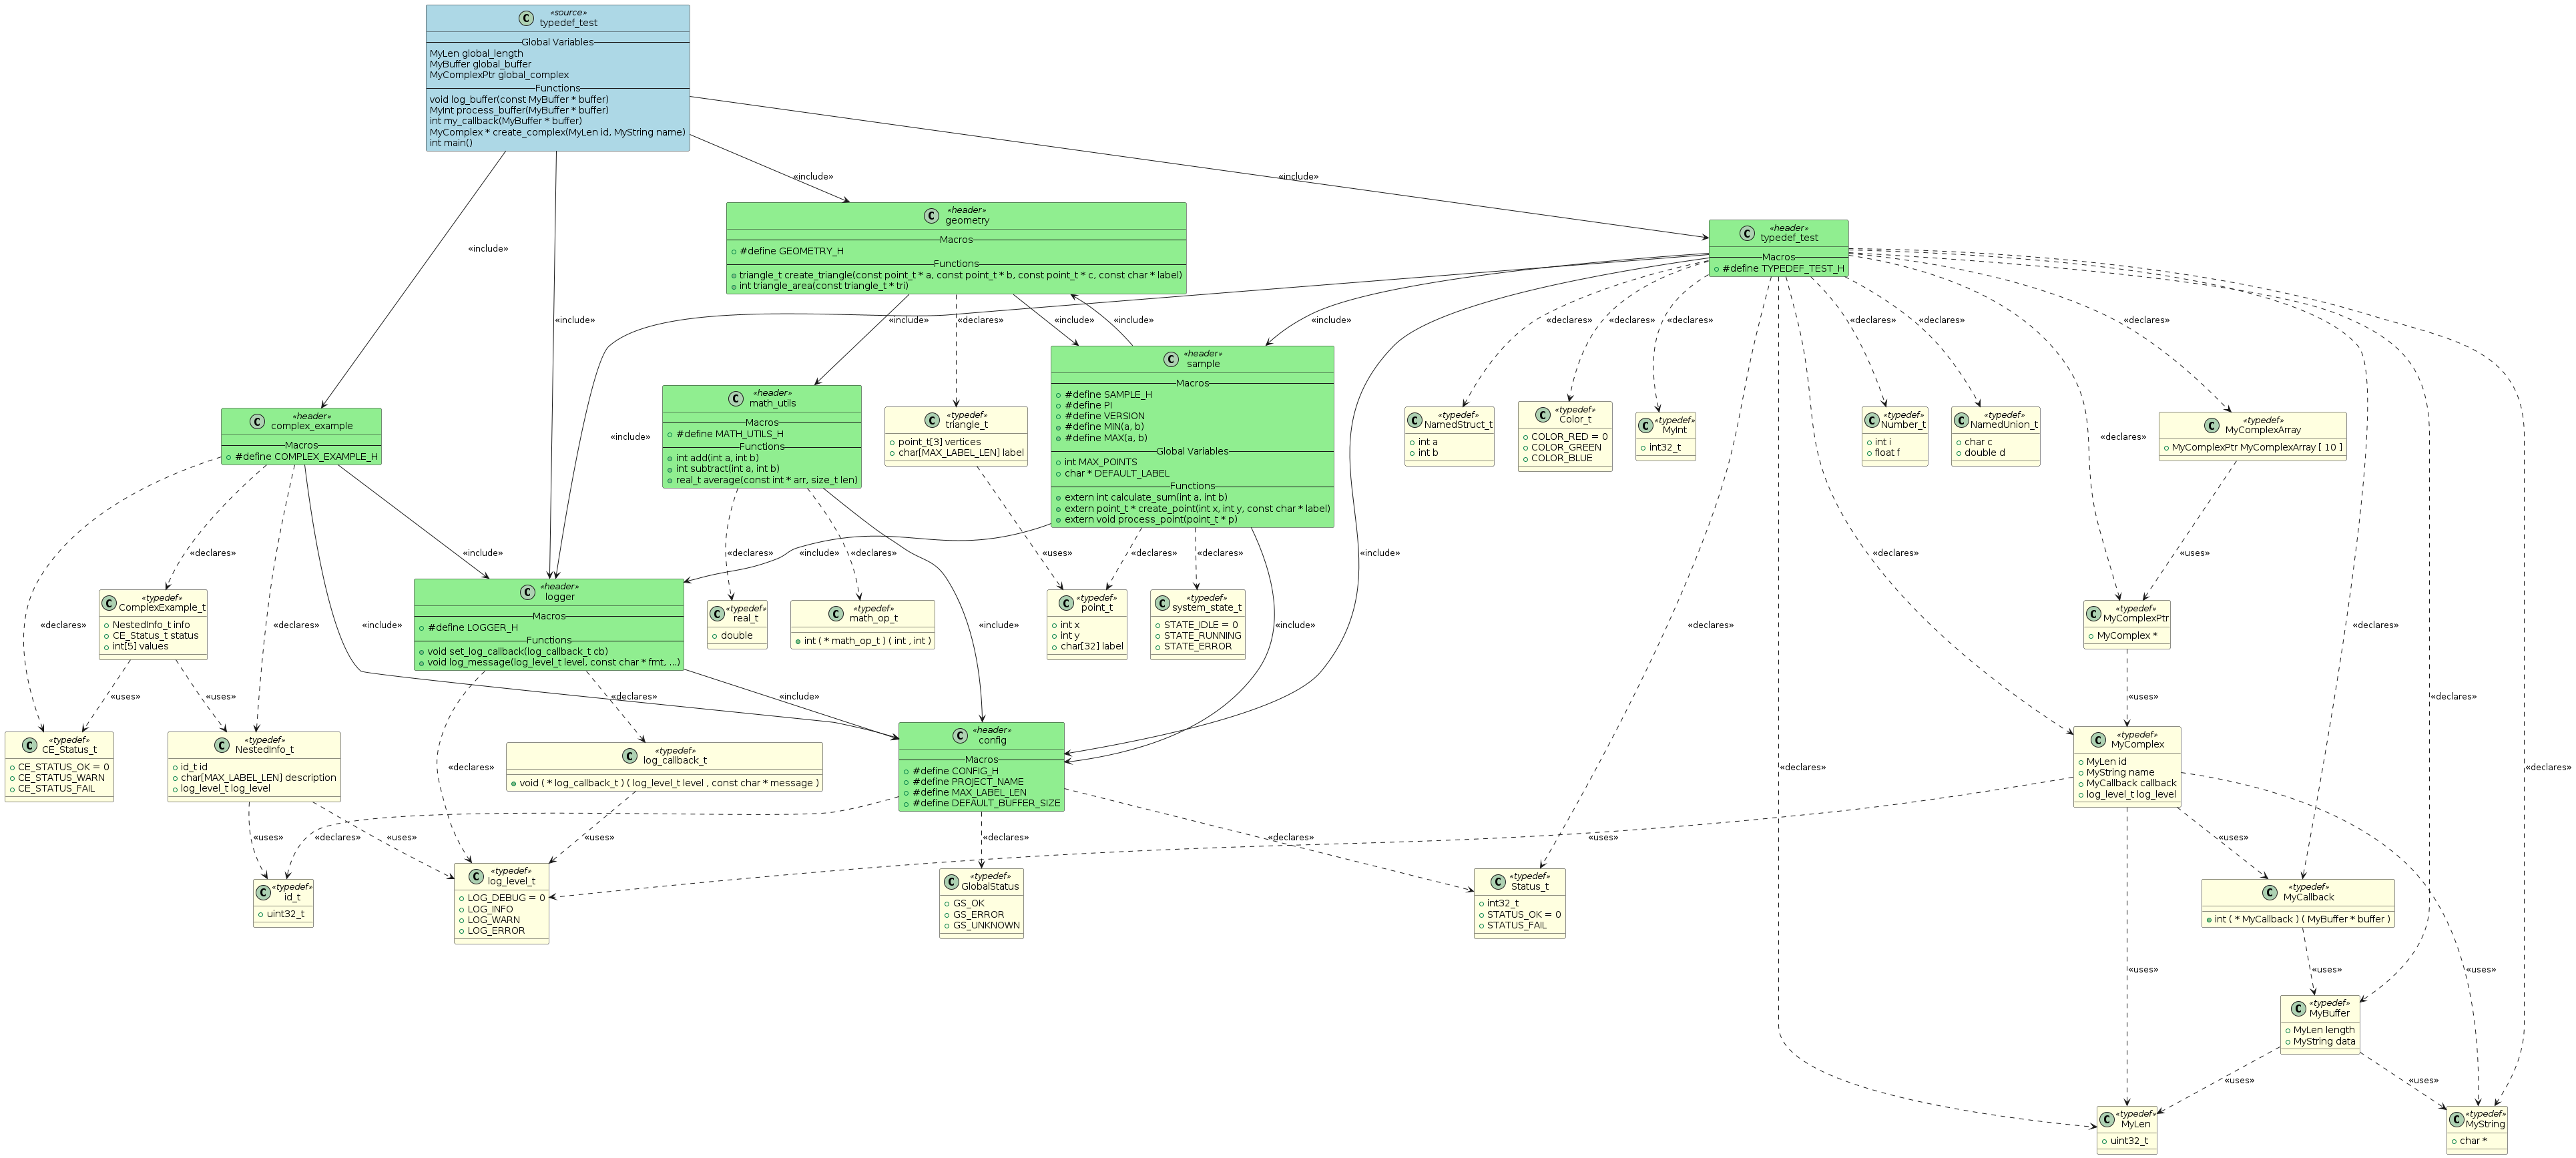 «source»
typedef_test
Global Variables
MyLen global_length
MyBuffer global_buffer
MyComplexPtr global_complex
Functions
void log_buffer(const MyBuffer * buffer)
MyInt process_buffer(MyBuffer * buffer)
int my_callback(MyBuffer * buffer)
MyComplex * create_complex(MyLen id, MyString name)
int main()
«include»
«include»
«include»
«include»
C
«header»
geometry
Macros
#define GEOMETRY_H
Functions
triangle_t create_triangle(const point_t * a, const point_t * b, const point_t * c, const char * label)
int triangle_area(const triangle_t * tri)
C
«header»
typedef_test
Macros
#define TYPEDEF_TEST_H
«include»
«include»
«declares»
«include»
«include»
«include»
«include»
«include»
«declares»
«declares»
«declares»
«declares»
«declares»
«declares»
«declares»
«declares»
«declares»
«declares»
«declares»
«declares»
«declares»
C
«header»
sample
Macros
#define SAMPLE_H
#define PI
#define VERSION
#define MIN(a, b)
#define MAX(a, b)
Global Variables
int MAX_POINTS
char * DEFAULT_LABEL
Functions
extern int calculate_sum(int a, int b)
extern point_t * create_point(int x, int y, const char * label)
extern void process_point(point_t * p)
C
«header»
math_utils
Macros
#define MATH_UTILS_H
Functions
int add(int a, int b)
int subtract(int a, int b)
real_t average(const int * arr, size_t len)
C
«header»
complex_example
Macros
#define COMPLEX_EXAMPLE_H
C
«typedef»
triangle_t
point_t[3] vertices
char[MAX_LABEL_LEN] label
C
«typedef»
NamedStruct_t
int a
int b
C
«typedef»
Color_t
COLOR_RED = 0
COLOR_GREEN
COLOR_BLUE
C
«typedef»
MyInt
int32_t
C
«typedef»
Number_t
int i
float f
C
«typedef»
NamedUnion_t
char c
double d
C
«typedef»
MyComplexArray
MyComplexPtr MyComplexArray [ 10 ]
«declares»
«declares»
«declares»
«include»
«include»
«declares»
«declares»
«include»
«uses»
«include»
«declares»
«declares»
«include»
«uses»
C
«typedef»
ComplexExample_t
NestedInfo_t info
CE_Status_t status
int[5] values
C
«header»
logger
Macros
#define LOGGER_H
Functions
void set_log_callback(log_callback_t cb)
void log_message(log_level_t level, const char * fmt, ...)
C
«typedef»
real_t
double
C
«typedef»
math_op_t
int ( * math_op_t ) ( int , int )
C
«typedef»
point_t
int x
int y
char[32] label
C
«typedef»
system_state_t
STATE_IDLE = 0
STATE_RUNNING
STATE_ERROR
C
«typedef»
MyComplexPtr
MyComplex *
«uses»
«uses»
«declares»
«declares»
«include»
«uses»
C
«typedef»
CE_Status_t
CE_STATUS_OK = 0
CE_STATUS_WARN
CE_STATUS_FAIL
C
«typedef»
NestedInfo_t
id_t id
char[MAX_LABEL_LEN] description
log_level_t log_level
C
«typedef»
log_callback_t
void ( * log_callback_t ) ( log_level_t level , const char * message )
C
«header»
config
Macros
#define CONFIG_H
#define PROJECT_NAME
#define MAX_LABEL_LEN
#define DEFAULT_BUFFER_SIZE
C
«typedef»
MyComplex
MyLen id
MyString name
MyCallback callback
log_level_t log_level
«uses»
«declares»
«uses»
«uses»
«declares»
«declares»
«uses»
«uses»
«uses»
«uses»
C
«typedef»
id_t
uint32_t
C
«typedef»
log_level_t
LOG_DEBUG = 0
LOG_INFO
LOG_WARN
LOG_ERROR
C
«typedef»
GlobalStatus
GS_OK
GS_ERROR
GS_UNKNOWN
C
«typedef»
Status_t
int32_t
STATUS_OK = 0
STATUS_FAIL
C
«typedef»
MyCallback
int ( * MyCallback ) ( MyBuffer * buffer )
«uses»
C
«typedef»
MyBuffer
MyLen length
MyString data
«uses»
«uses»
C
«typedef»
MyLen
uint32_t
C
«typedef»
MyString
char *